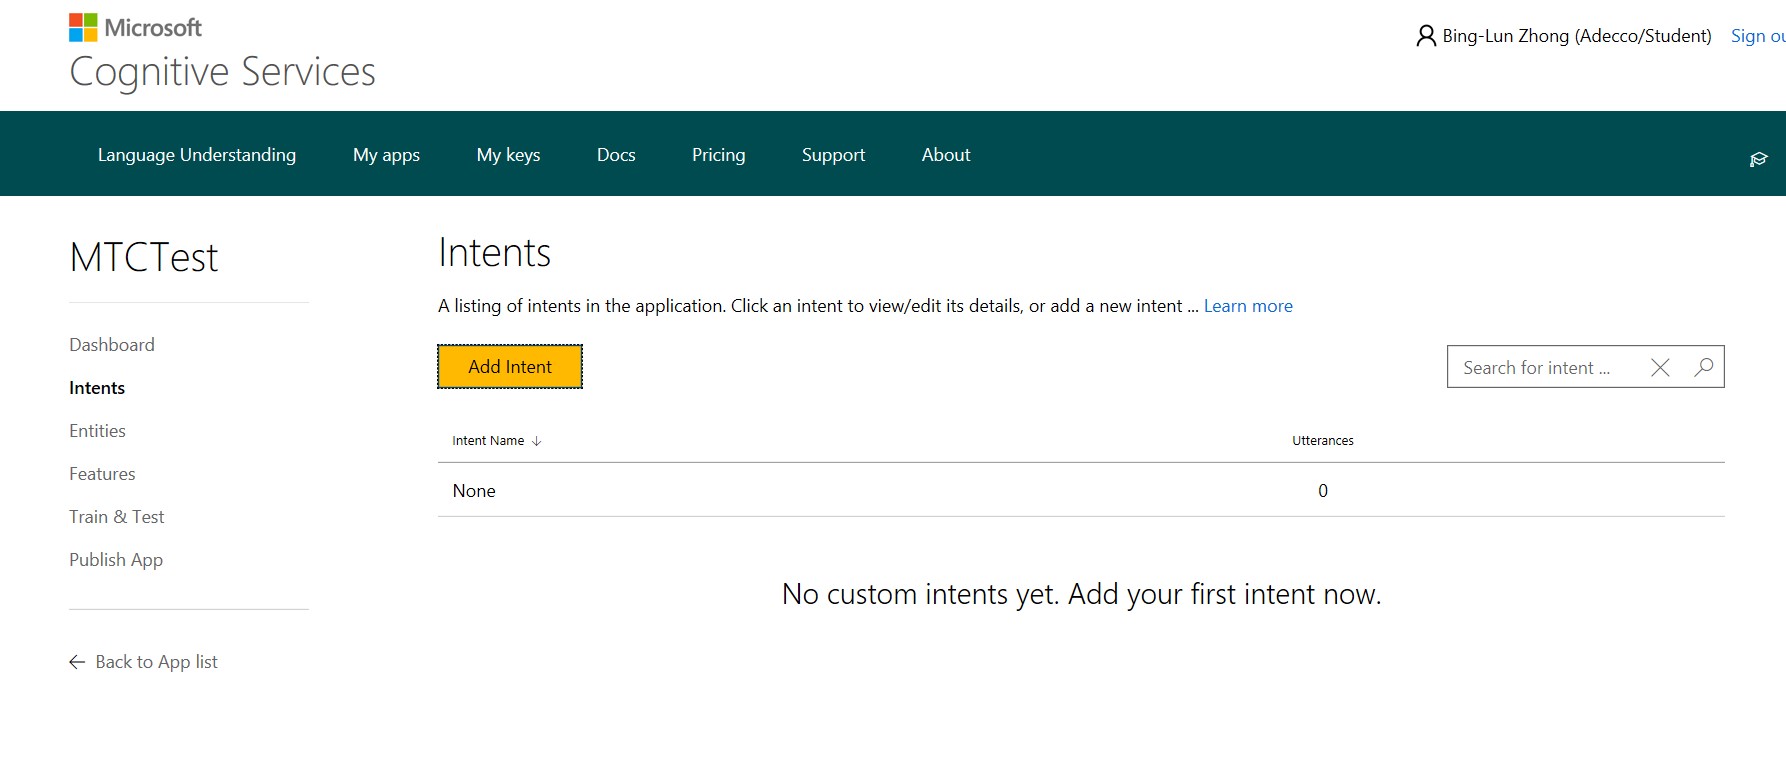 Microsoft
Cognitive Services
Bing-Lun Zhong (Adecco/Student) Sign ou
Language Understanding My apps My keys Docs Pricing Support About
MTCTest
Dashboard
Intents
Entities
Features
Train & Test
Publish App
Back to App list
Intents
A listing of intents in the application. Click an intent to view/edit its details, or add a new intent ... Learn more
Add Intent
Search for intent ...
Intent Name Utterances
None 0
No custom intents yet. Add your first intent now.